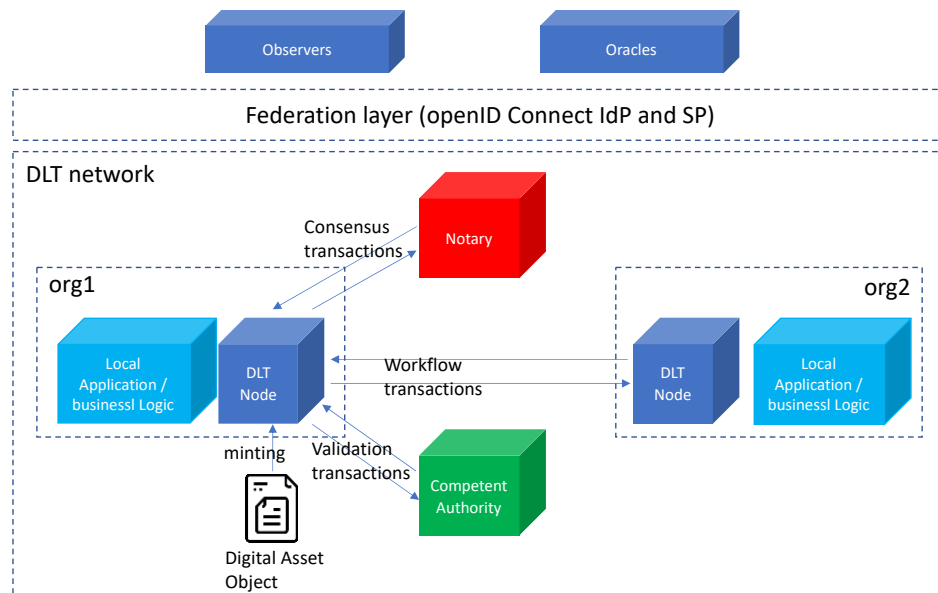 Observers
Oracles
Federation layer (openID Connect IdP and SP)
DLT network
Consensus
transactions
Notary
org1
org2
Local
Application /
businessl Logic
DLT
Node
Workflow
transactions
DLT
Node
Local
Application /
businessl Logic
minting
Validation
transactions
Competent
Authority
Digital Asset
Object